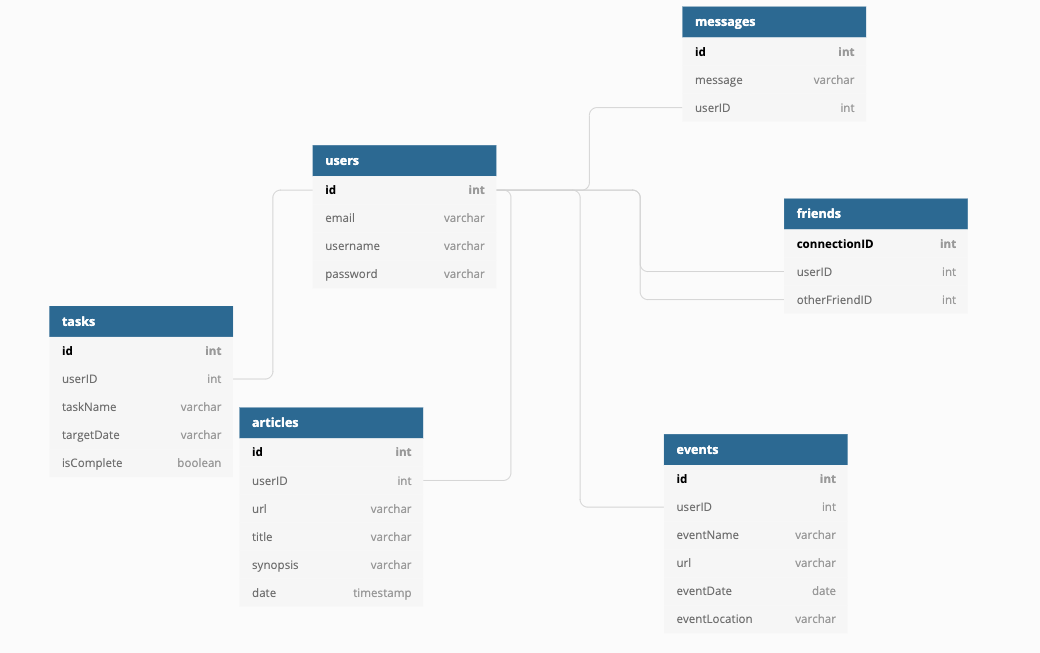 messages
id int
message varchar
userID int
users
id int
email varchar
username varchar
password varchar
friends
connectionID int
userID int
otherFriendID int
tasks
id int
userID int
taskName varchar
targetDate varchar
isComplete boolean
articles
id int
userID int
url varchar
title varchar
synopsis varchar
date timestamp
events
id int
userID int
eventName varchar
url varchar
eventDate date
eventLocation varchar